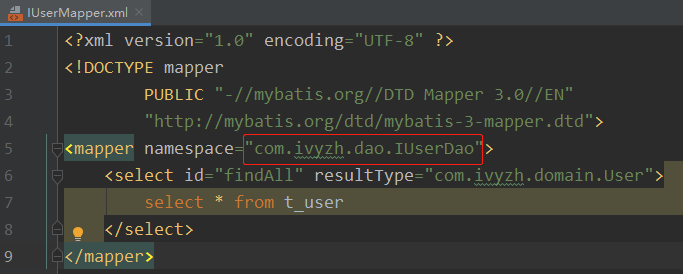 IUserMapper.xml
1 <?xml version="1.0" encoding="UTF-8" ?>
2 <!DOCTYPE mapper
3 PUBLIC "-//mybatis.org//DTD Mapper 3.0//EN"
4 "http://mybatis.org/dtd/mybatis-3-mapper.dtd">
5 <mapper namespace="com.ivyzh.dao.IUserDao">
6 <select id="findAll" resultType="com.ivyzh.domain.User">
7 select * from t_user
8 </select>
9 </mapper>